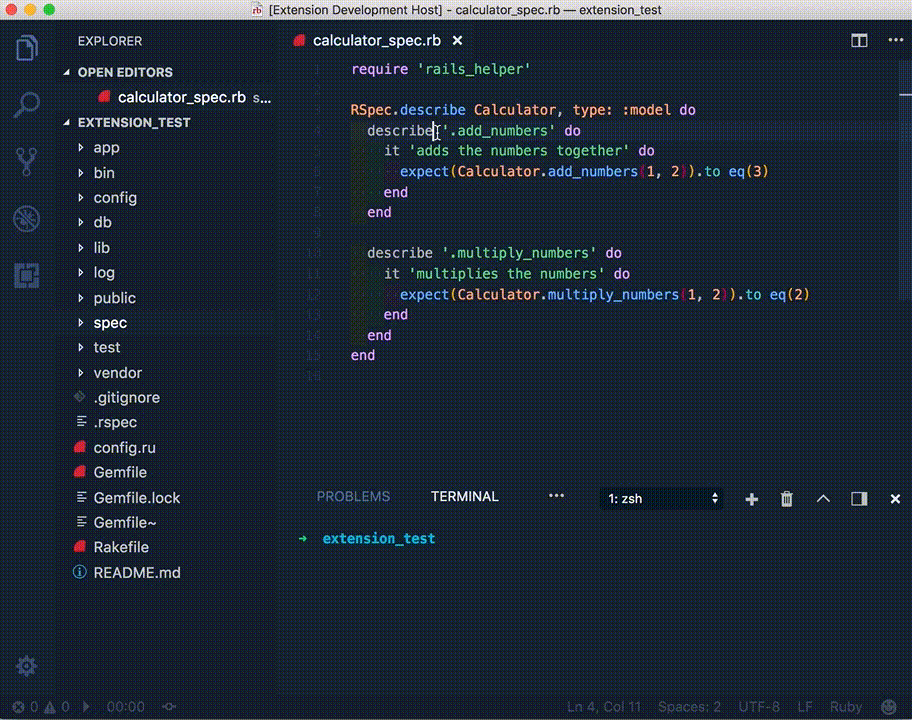 [Extension Development Host] - calculator_spec.rb — extension_test
EXPLORER
OPEN EDITORS
calculator_spec.rb s...
EXTENSION_TEST
app
bin
config
db
lib
log
public
spec
test
vendor
.gitignore
.rspec
config.ru
Gemfile
Gemfile.lock
Gemfile~
Rakefile
README.md
calculator_spec.rb
1 require 'rails_helper'
2
3 RSpec.describe Calculator, type: :model do
4 describe '.add_numbers' do
5 it 'adds the numbers together' do
6 expect(Calculator.add_numbers(1, 2)).to eq(3)
7 end
8 end
9
10 describe '.multiply_numbers' do
11 it 'multiplies the numbers' do
12 expect(Calculator.multiply_numbers(1, 2)).to eq(2)
13 end
14 end
15 end
16
PROBLEMS TERMINAL ... 1: zsh
➜ extension_test
0 0 00:00 Ln 4, Col 11 Spaces: 2 UTF-8 LF Ruby